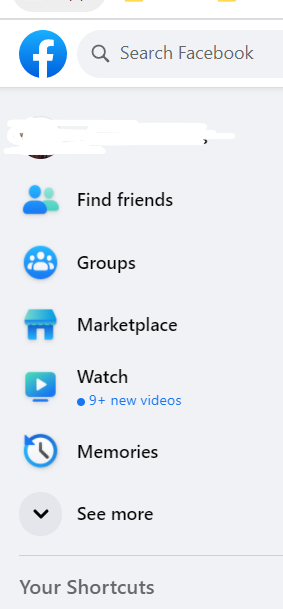 Search Facebook
Find friends
Groups
Marketplace
Watch
9+ new videos
Memories
See more
Your Shortcuts